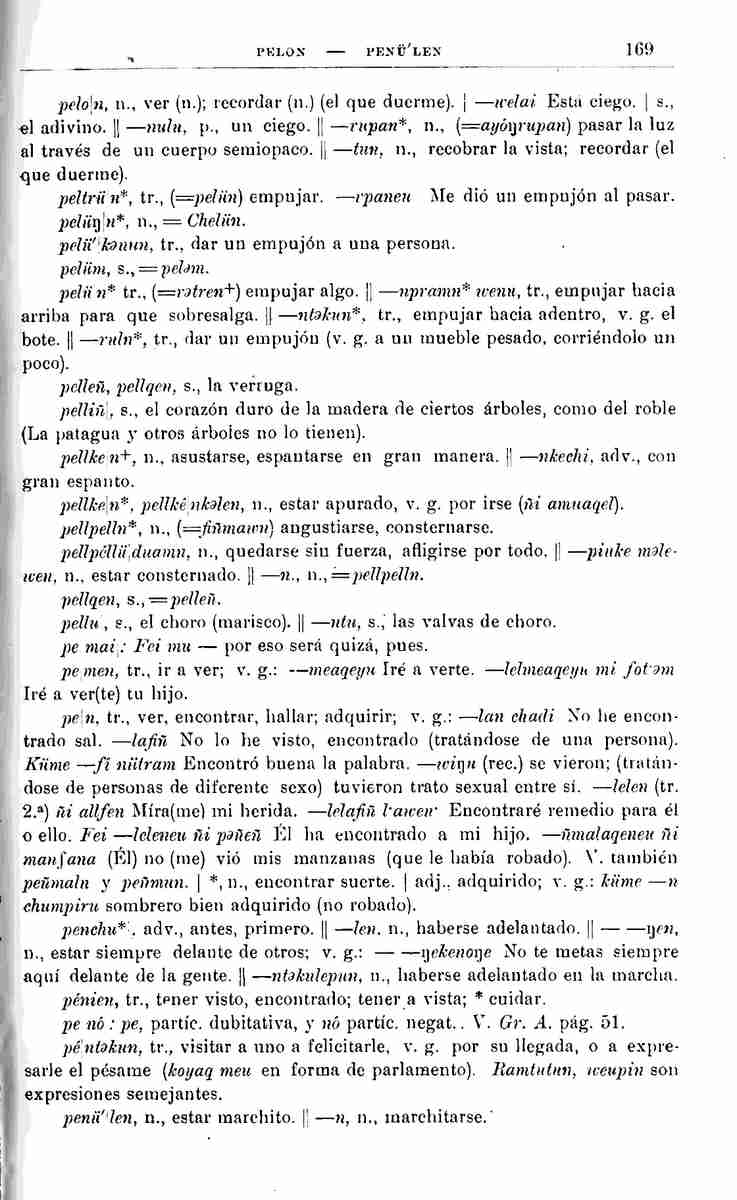 PELON — PENÜ'LEN 169
pelo|n, n., ver (n.); recordar (n.) (el que duerme). | —welai Está ciego. | s.,
el adivino. || —nulu, p., un ciego. || —rupan*, n., (=ayóŋrupan) pasar la luz
al través de un cuerpo semiopaco. || —tun, n., recobrar la vista; recordar (el
que duerme).
peltrü|n*, tr., (=pelün) empujar. —rpaneu Me dió un empujón al pasar.
pelüŋ|n*, n., = Chelün.
pelü'|kənun, tr., dar un empujón a una persona.
pelüm, s., = peləm.
pelü|n* tr., (=rətren+) empujar algo. || —npramn* wenu, tr., empujar hacia
arriba para que sobresalga. || —ntəkun*, tr., empujar hacia adentro, v. g. el
bote. || —ruln*, tr., dar un empujón (v. g. a un mueble pesado, corriéndolo un
poco).
pelleñ, pellqen, s., la verruga.
pelliñ|, s., el corazón duro de la madera de ciertos árboles, como del roble
(La patagua y otros árboles no lo tienen).
pellke|n+, n., asustarse, espantarse en gran manera. || —nkechi, adv., con
gran espanto.
pellke|n*, pellké|nkəlen, n., estar apurado, v. g. por irse (ñi amuaqel).
pellpelln*, n., (=fiñmawn) angustiarse, consternarse.
pellpéllü|duamn, n., quedarse sin fuerza, afligirse por todo. || —piuke məle-
wen, n., estar consternado. || —n., n., = pellpelln.
pellqen, s., = pelleñ.
pellu|, s., el choro (marisco). || —ntu, s., las valvas de choro.
pe mai|: Fei mu — por eso será quizá, pues.
pe|men, tr., ir a ver; v. g.: —meaqeyu Iré a verte. —lelmeaqeyu mi fotəm
Iré a ver(te) tu hijo.
pe|n, tr., ver, encontrar, hallar; adquirir; v. g.: —lan chadi No he encon-
trado sal. —lafiñ No lo he visto, encontrado (tratándose de una persona).
Küme —fi nütram Encontró buena la palabra. —wiŋu (rec.) se vieron; (tratán-
dose de personas de diferente sexo) tuvieron trato sexual entre sí. —lelen (tr.
2.ª) ñi allfen Míra(me) mi herida. —lelafiñ l'awen' Encontraré remedio para él
o ello. Fei —leleneu ñi pəñeñ Él ha encontrado a mi hijo. —ñmalaqeneu ñi
manſana (Él) no (me) vió mis manzanas (que le había robado). V. también
peñmaln y peñmun. | *, n., encontrar suerte. | adj., adquirido; v. g.: küme —n
chumpiru sombrero bien adquirido (no robado).
penchu*|, adv., antes, primero. || —len, n., haberse adelantado. || — —ŋen,
n., estar siempre delante de otros; v. g.: — —ŋekenoŋe No te metas siempre
aquí delante de la gente. || —ntəkulepun, n., haberse adelantado en la marcha.
pénien, tr., tener visto, encontrado; tener a vista; * cuidar.
pe nó: pe, partíc. dubitativa, y nó partíc. negat.. V. Gr. A. pág. 51.
pé|ntəkun, tr., visitar a uno a felicitarle, v. g. por su llegada, o a expre-
sarle el pésame (koyaq meu en forma de parlamento). Ramtutun, weupin son
expresiones semejantes.
penü'|len, n., estar marchito. || —n, n., marchitarse.